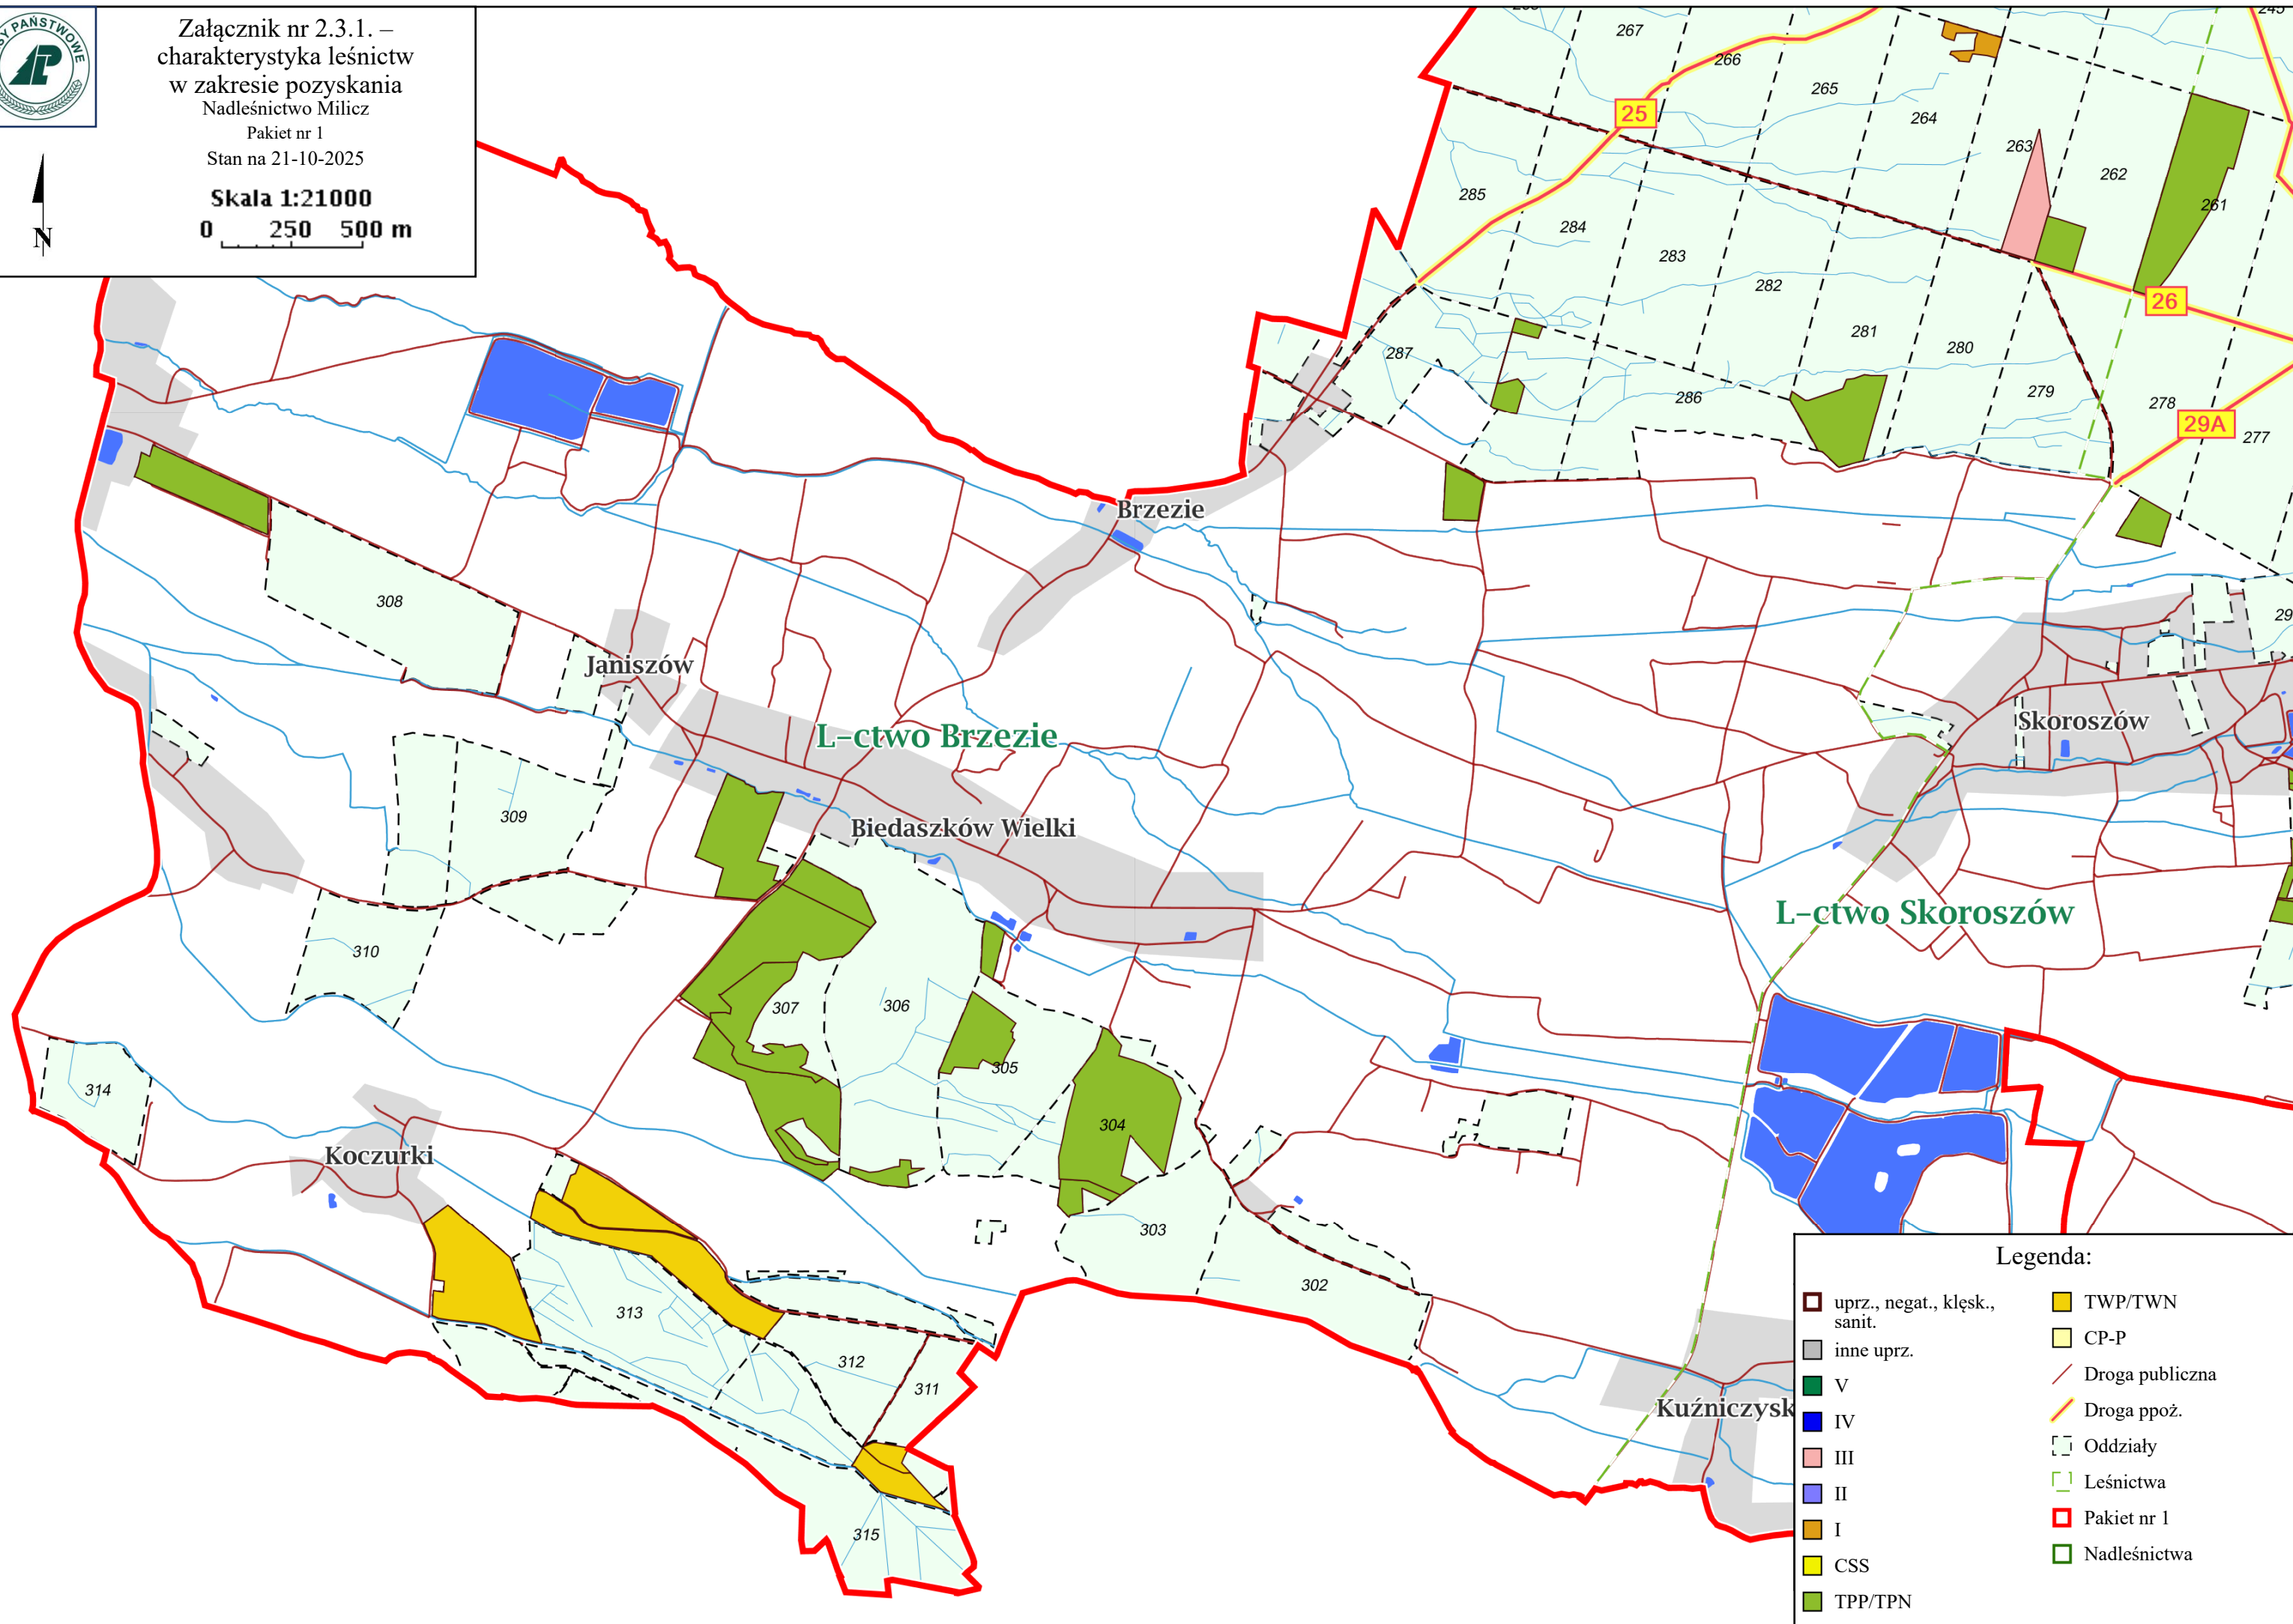 SY PAŃSTWOWE
Załącznik nr 2.3.1. –
charakterystyka leśnictw
w zakresie pozyskania
Nadleśnictwo Milicz
Pakiet nr 1
Stan na 21-10-2025
Skala 1:21000
0 250 500 m
N
267
266
265
264
263
262
261
25
285
284
283
282
281
280
279
278
277
26
29A
287
286
Brzezie
308
Janiszów
L-ctwo Brzezie
Skoroszów
309
Biedaszków Wielki
L-ctwo Skoroszów
310
307
306
305
304
314
Koczurki
303
302
313
312
311
315
Kuźniczysk
Legenda:
uprz., negat., klęsk.,
sanit.
inne uprz.
V
IV
III
II
I
CSS
TPP/TPN
TWP/TWN
CP-P
Droga publiczna
Droga ppoż.
Oddziały
Leśnictwa
Pakiet nr 1
Nadleśnictwa